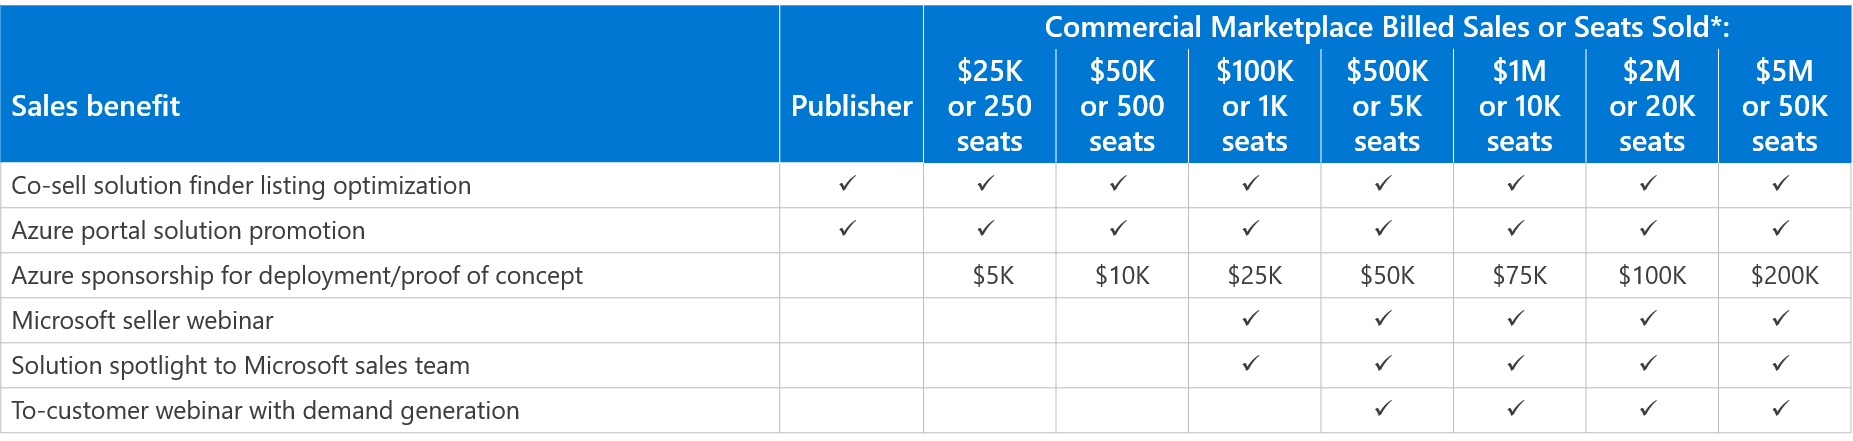 Commercial Marketplace Billed Sales or Seats Sold*:
Sales benefit Publisher $25K or 250 seats $50K or 500 seats $100K or 1K seats $500K or 5K seats $1M or 10K seats $2M or 20K seats $5M or 50K seats
Co-sell solution finder listing optimization ✓ ✓ ✓ ✓ ✓ ✓ ✓ ✓
Azure portal solution promotion ✓ ✓ ✓ ✓ ✓ ✓ ✓ ✓
Azure sponsorship for deployment/proof of concept $5K $10K $25K $50K $75K $100K $200K
Microsoft seller webinar ✓ ✓ ✓ ✓ ✓
Solution spotlight to Microsoft sales team ✓ ✓ ✓ ✓ ✓
To-customer webinar with demand generation ✓ ✓ ✓ ✓